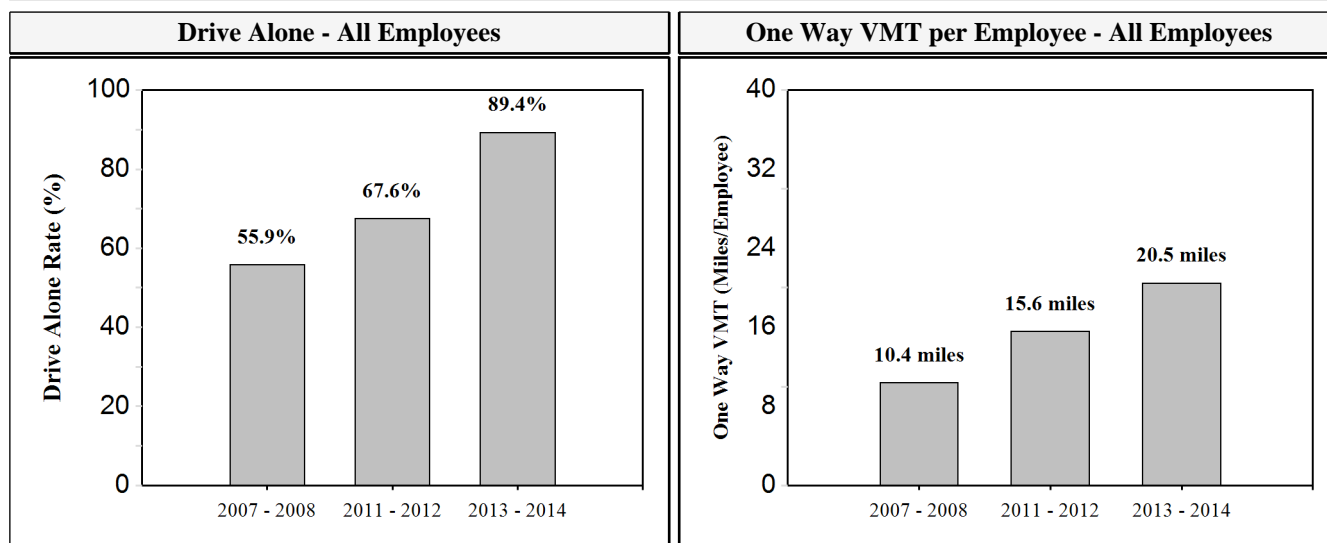 Drive Alone - All Employees
Drive Alone Rate (%)
100
80
60
40
20
0
55.9%
67.6%
89.4%
2007 - 2008
2011 - 2012
2013 - 2014
One Way VMT per Employee - All Employees
One Way VMT (Miles/Employee)
40
32
24
16
8
0
10.4 miles
15.6 miles
20.5 miles
2007 - 2008
2011 - 2012
2013 - 2014